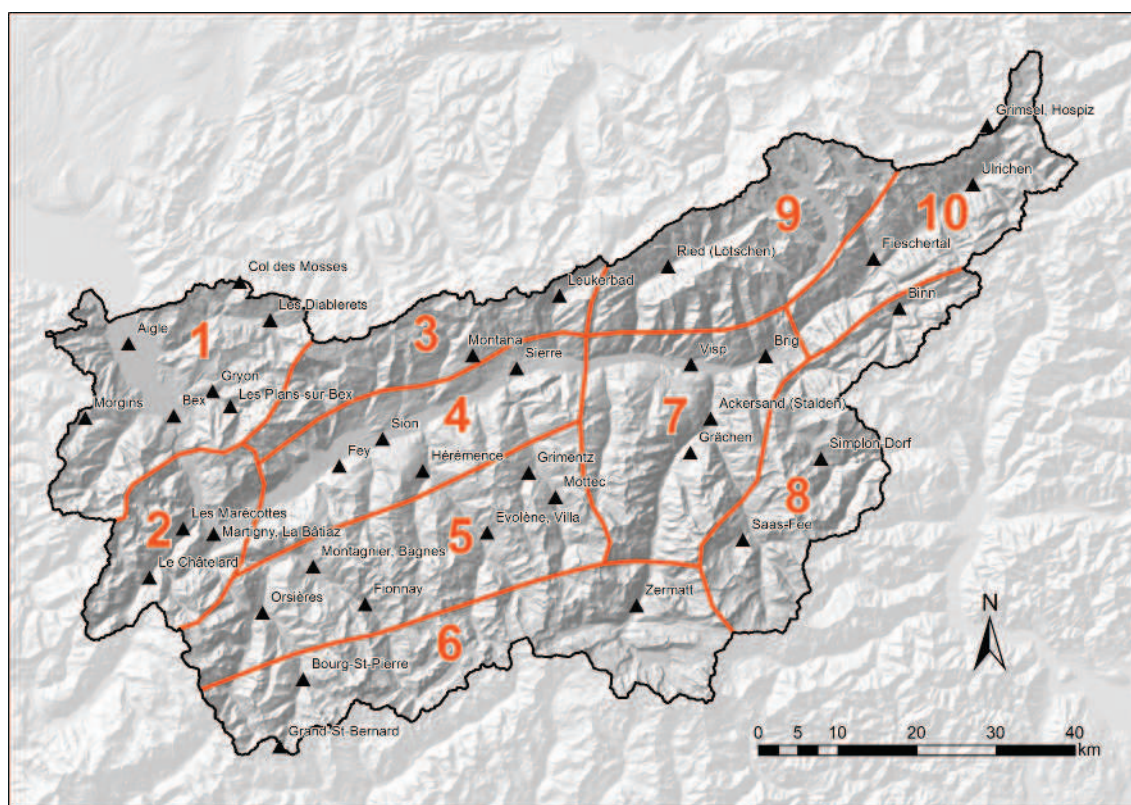 Grimsel, Hospiz
Ulrichen
9
10
Fieschertal
Ried (Lötschen)
Leukerbad
Col des Mosses
Les Diablerets
Binn
Aigle
1
3
Montana
Sierre
Visp
Brig
Gryon
Les Plans-sur-Bex
Bex
Morgins
4
7
Ackersand (Stalden)
Sion
Grächen
Simplon-Dorf
Fey
Hérémence
Grimentz
Mottec
8
2
Les Marécottes
Martigny, La Bâtiaz
5
Evolène, Villa
Saas-Fee
Le Châtelard
Montagnier, Bagnes
Orsières
Fionnay
Zermatt
N
6
Bourg-St-Pierre
Grand-St-Bernard
0 5 10 20 30 40
km